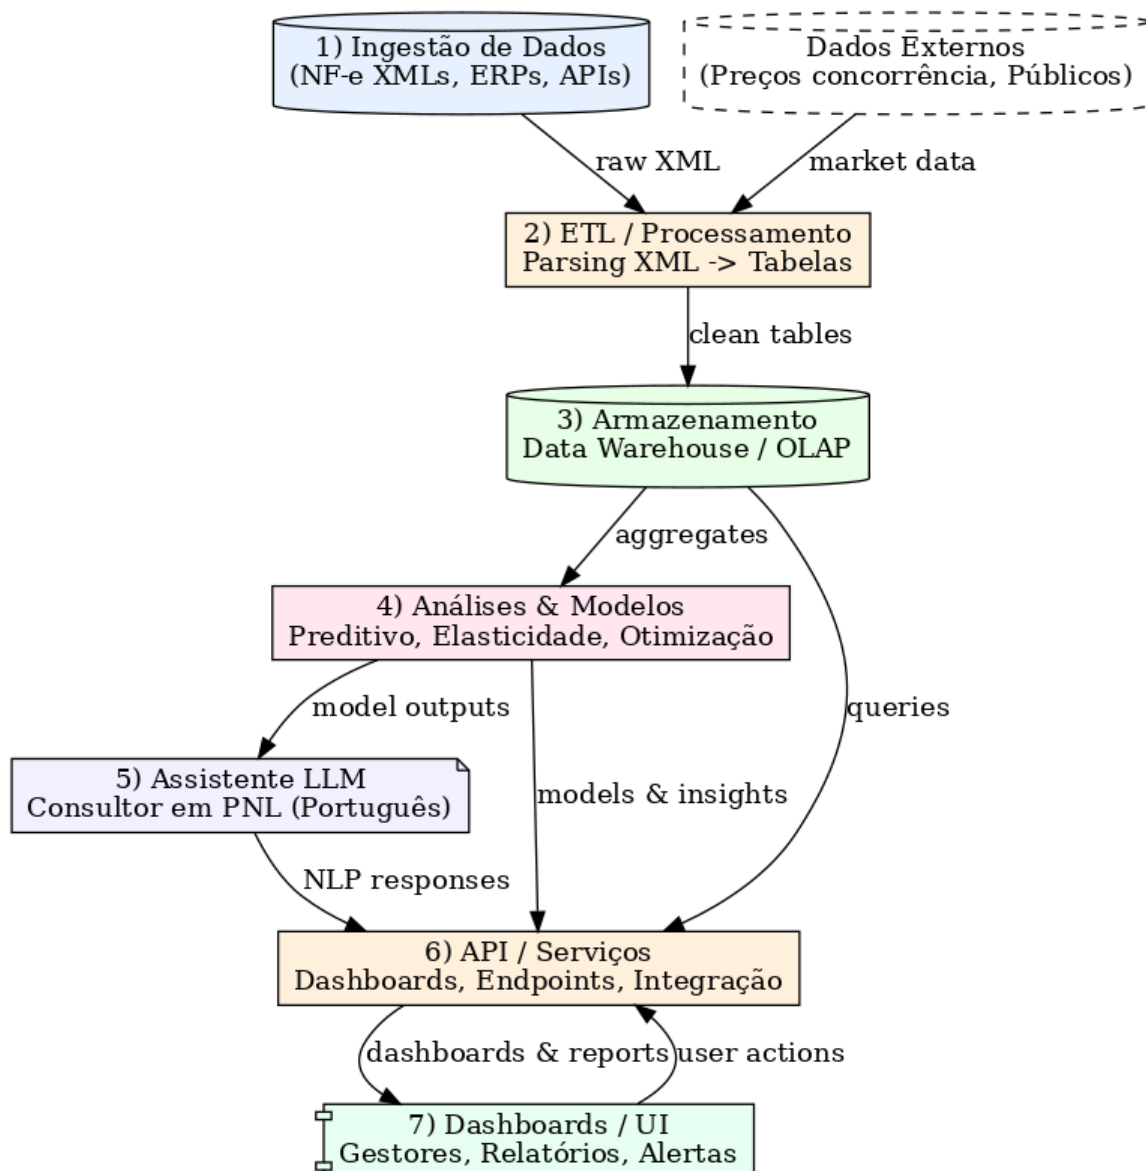 1) Ingestão de Dados
(NF-e XMLs, ERPs, APIs)
Dados Externos
(Preços concorrência, Públicos)
raw XML
market data
2) ETL / Processamento
Parsing XML -> Tabelas
clean tables
3) Armazenamento
Data Warehouse / OLAP
aggregates
4) Análises & Modelos
Preditivo, Elasticidade, Otimização
model outputs
queries
5) Assistente LLM
Consultor em PNL (Português)
models & insights
NLP responses
6) API / Serviços
Dashboards, Endpoints, Integração
dashboards & reports
user actions
7) Dashboards / UI
Gestores, Relatórios, Alertas